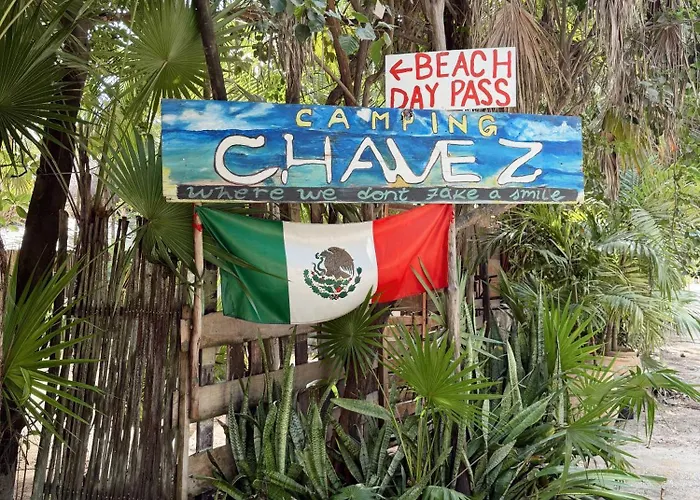 ←BEACH
DAY PASS
CAMPING
CHAVEZ
where we dont fake a smile